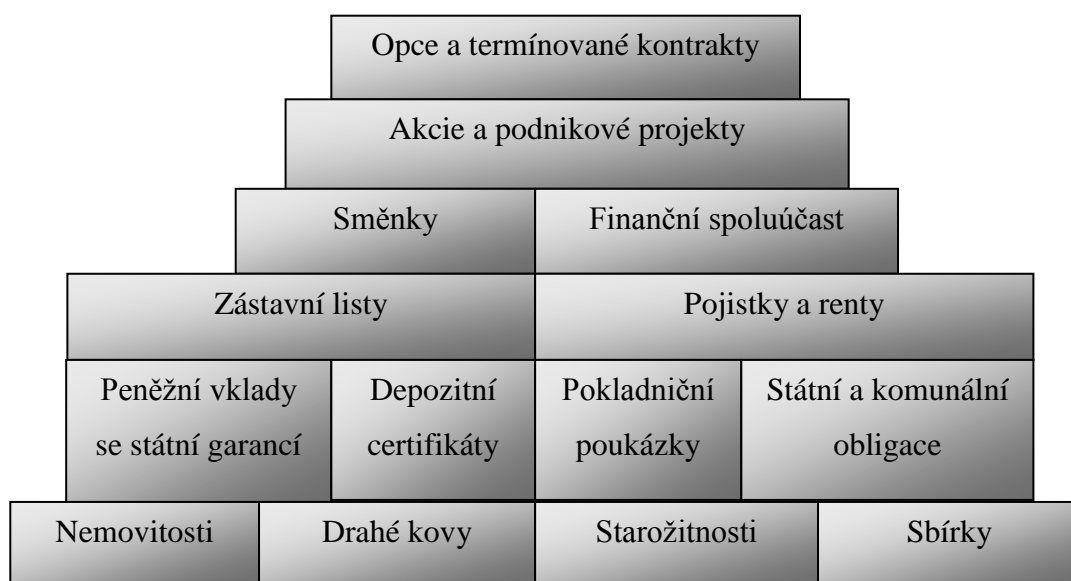 Opce a termínované kontrakty
Akcie a podnikové projekty
Směnky
Finanční spoluúčast
Zástavní listy
Pojistky a renty
Peněžní vklady
se státní garancí
Depozitní
certifikáty
Pokladniční
poukázky
Státní a komunální
obligace
Nemovitosti
Drahé kovy
Starožitnosti
Sbírky